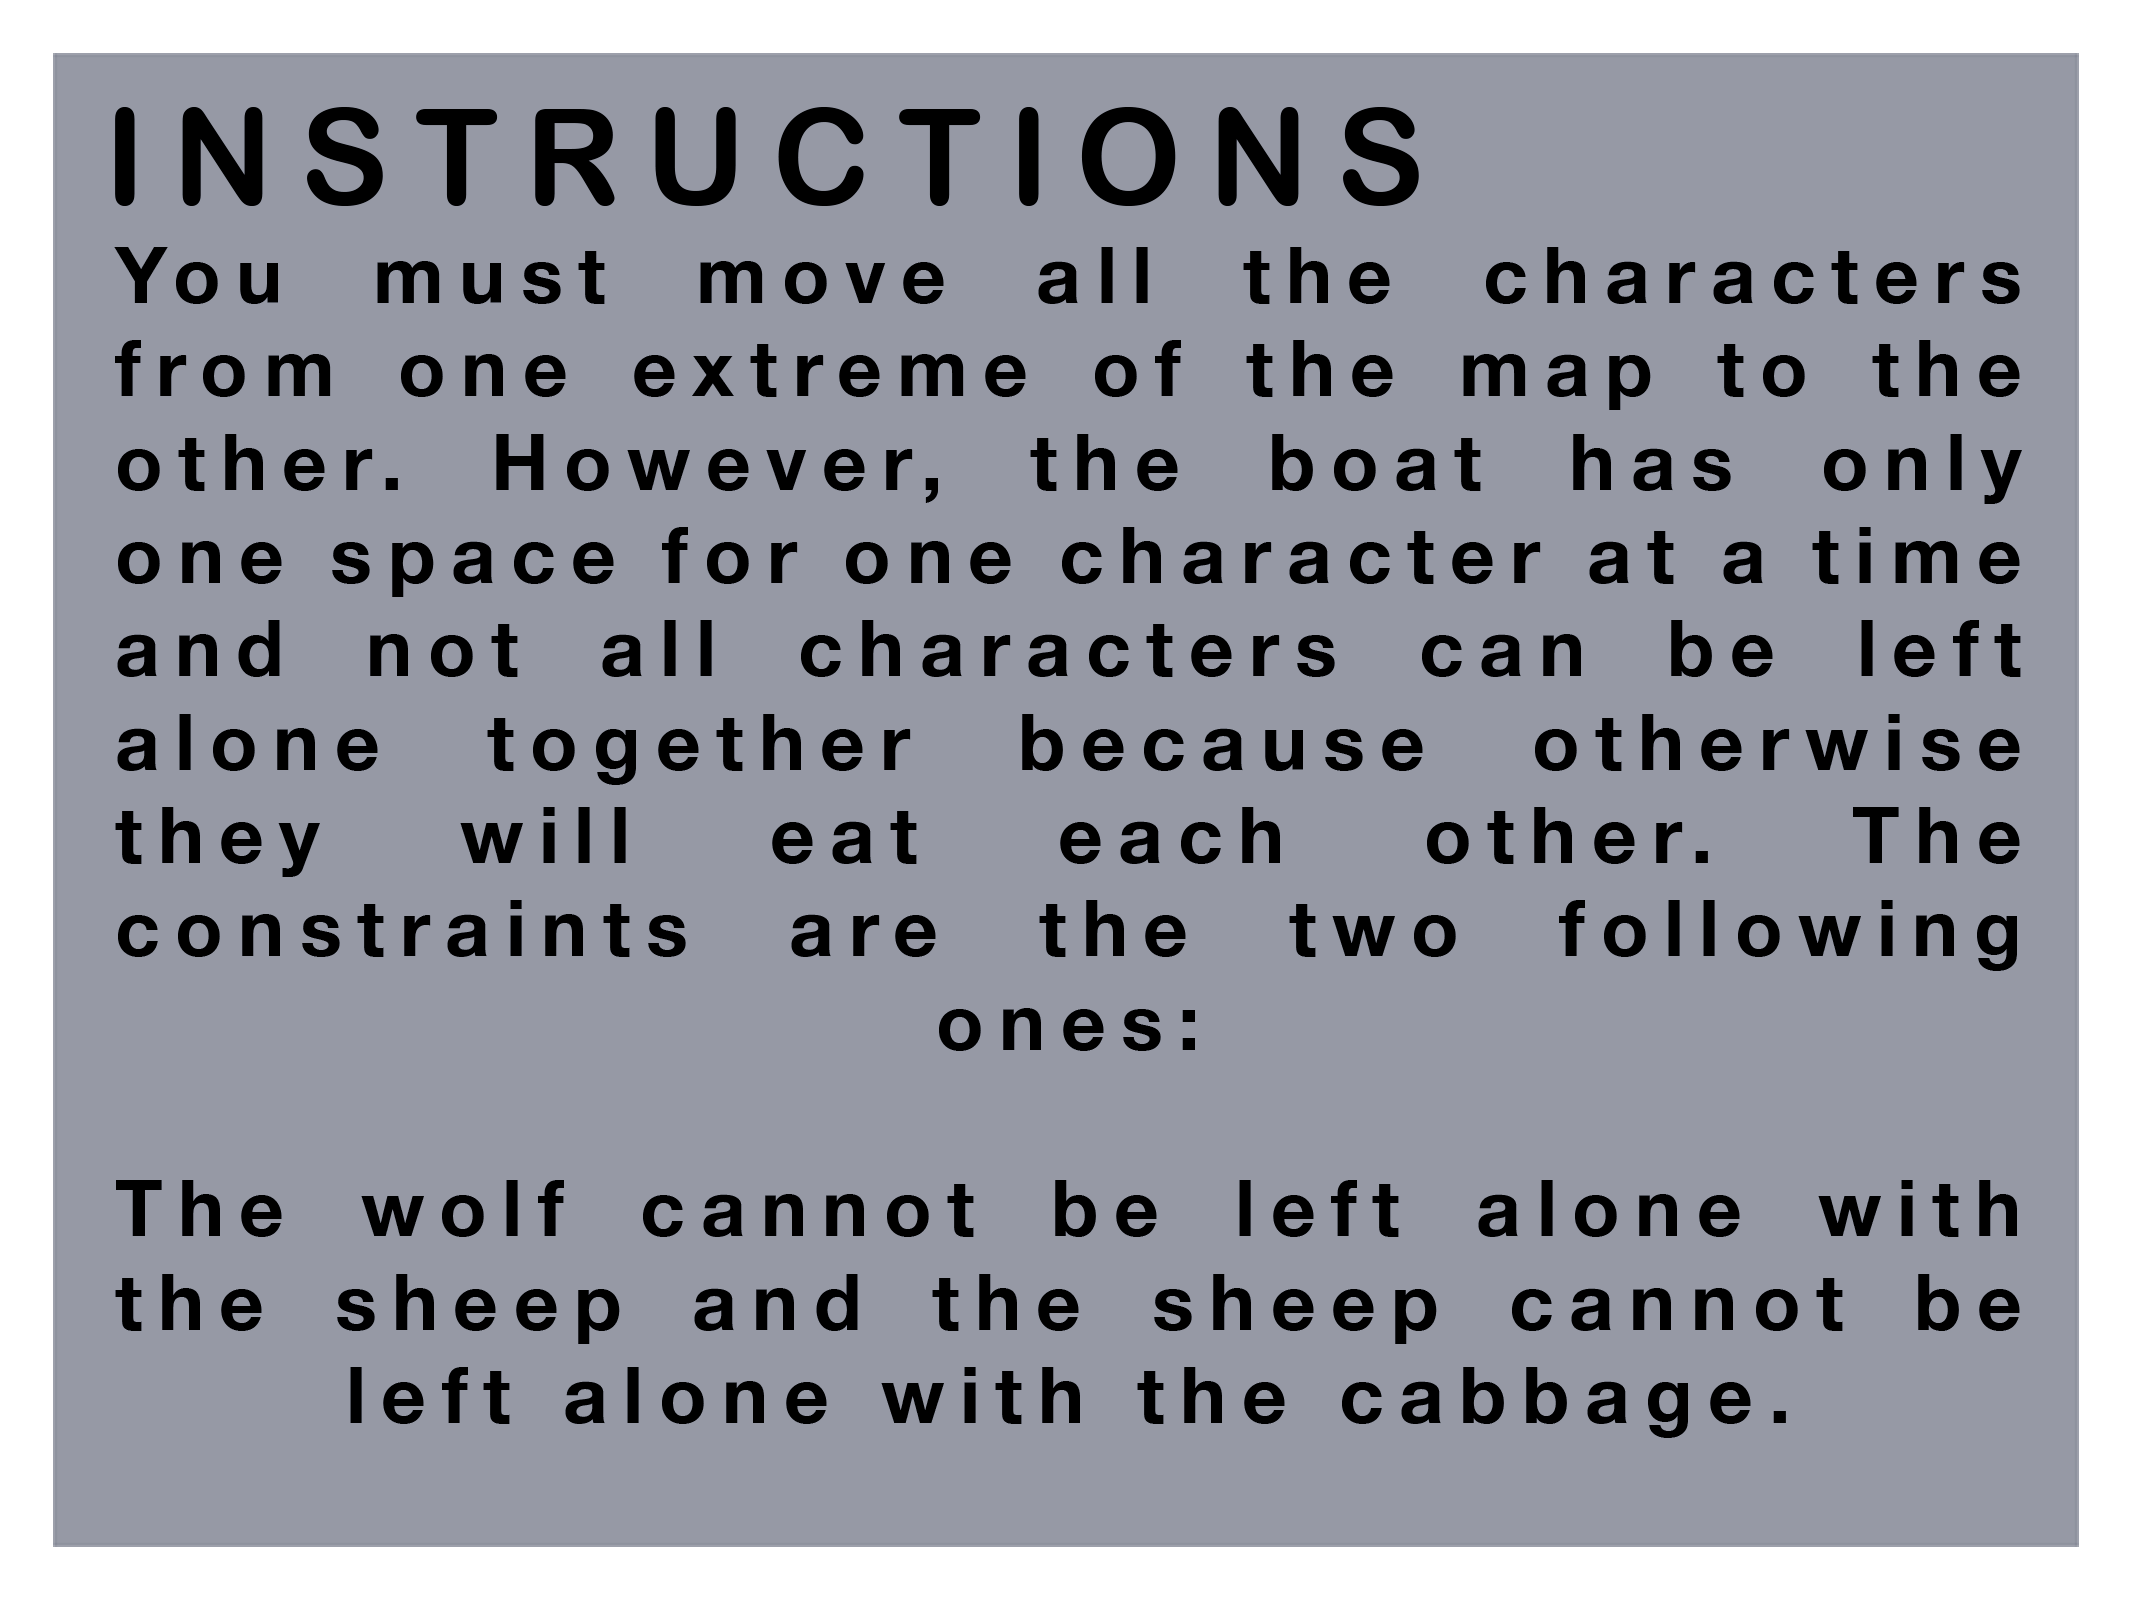 INSTRUCTIONS
You must move all the characters
from one extreme of the map to the
other. However, the boat has only
one space for one character at a time
and not all characters can be left
alone together because otherwise
they will eat each other. The
constraints are the two following
ones:
The wolf cannot be left alone with
the sheep and the sheep cannot be
left alone with the cabbage.